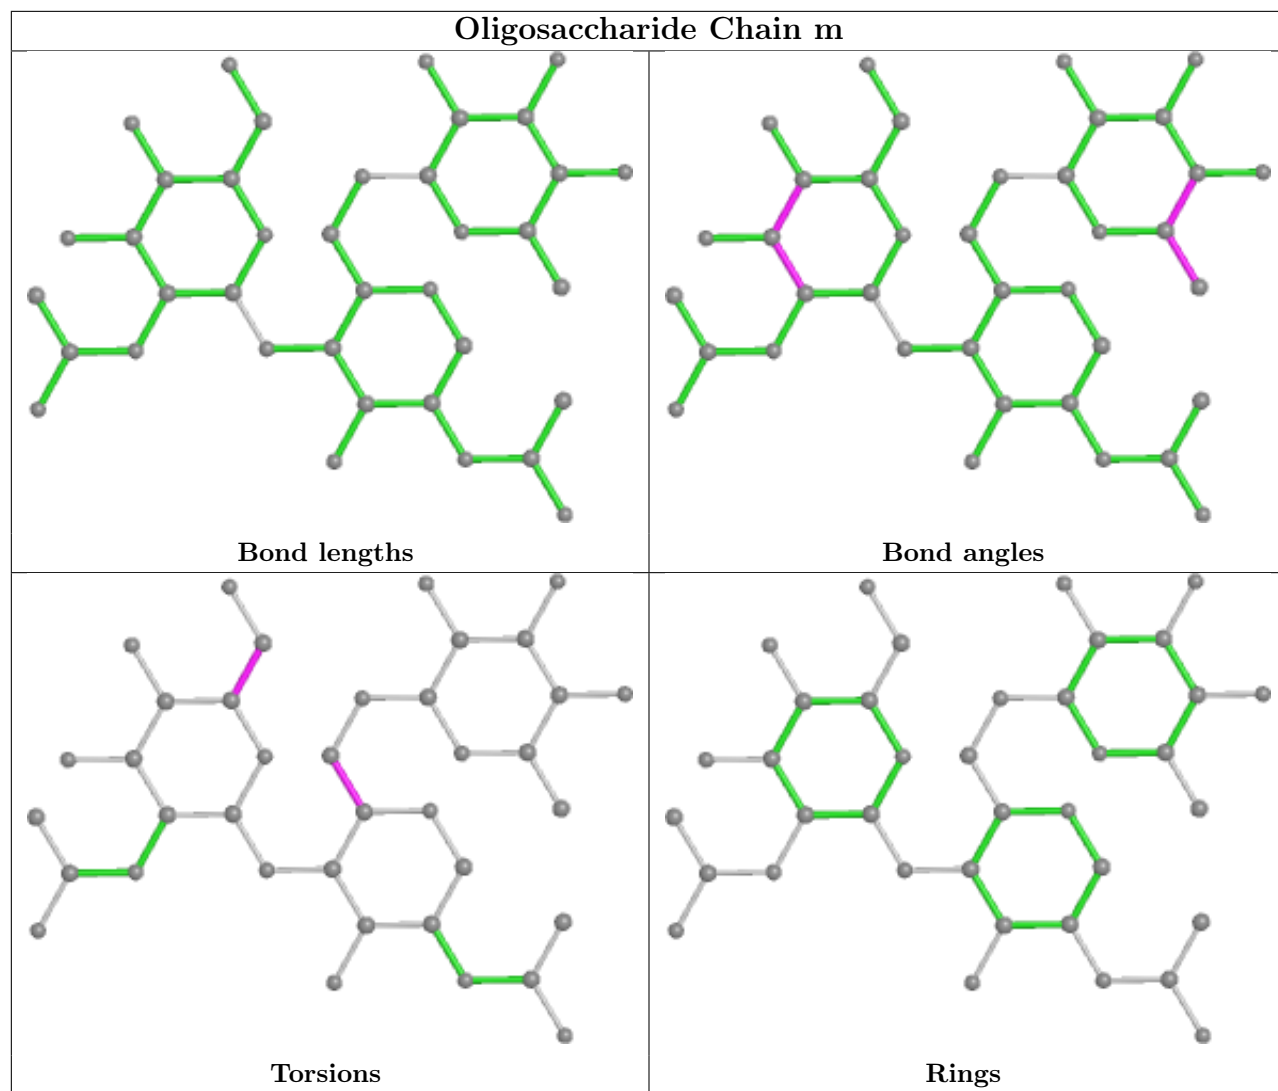 Oligosaccharide Chain m
Bond lengths
Bond angles
Torsions
Rings